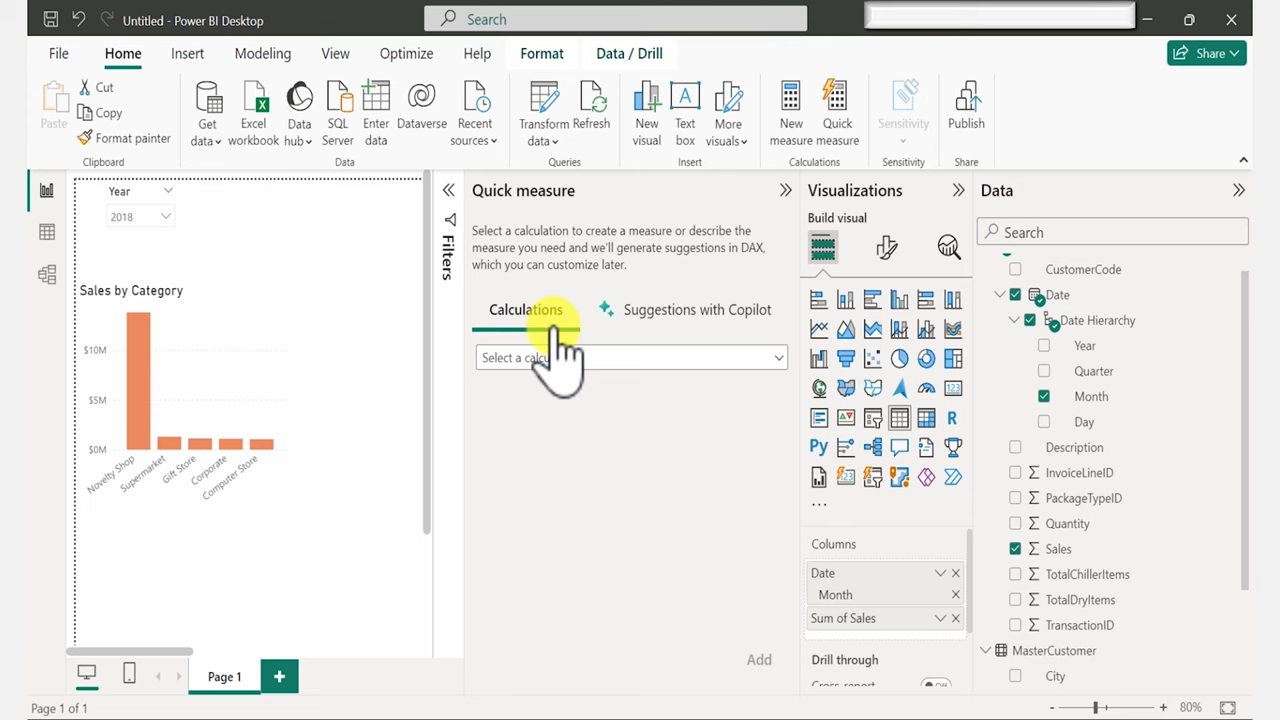 Untitled - Power BI Desktop
Search
File
Home
Insert
Modeling
View
Optimize
Help
Format
Data / Drill
Share
Paste
Cut
Copy
Format painter
Clipboard
Get
data
Excel
workbook
Data
hub
SQL
Server
Enter
data
Dataverse
Recent
sources
Data
Transform
data
Refresh
Queries
New
visual
Text
box
More
visuals
Insert
New
measure
Quick
measure
Calculations
Sensitivity
Sensitivity
Publish
Share
Year
2018
Sales by Category
$10M
$5M
$0M
Novelty Shop
Supermarket
Gift Store
Corporate
Computer Store
Filters
Quick measure
Select a calculation to create a measure or describe the
measure you need and we'll generate suggestions in DAX,
which you can customize later.
Calculations
Suggestions with Copilot
Select a
Add
Visualizations
Build visual
123
R
Py
Columns
Date
Month
Sum of Sales
Drill through
Data
Search
CustomerCode
Date
Date Hierarchy
Year
Quarter
Month
Day
Description
InvoiceLineID
PackageTypeID
Quantity
Sales
TotalChillerItems
TotalDryItems
TransactionID
MasterCustomer
City
Page 1
Page 1 of 1
80%